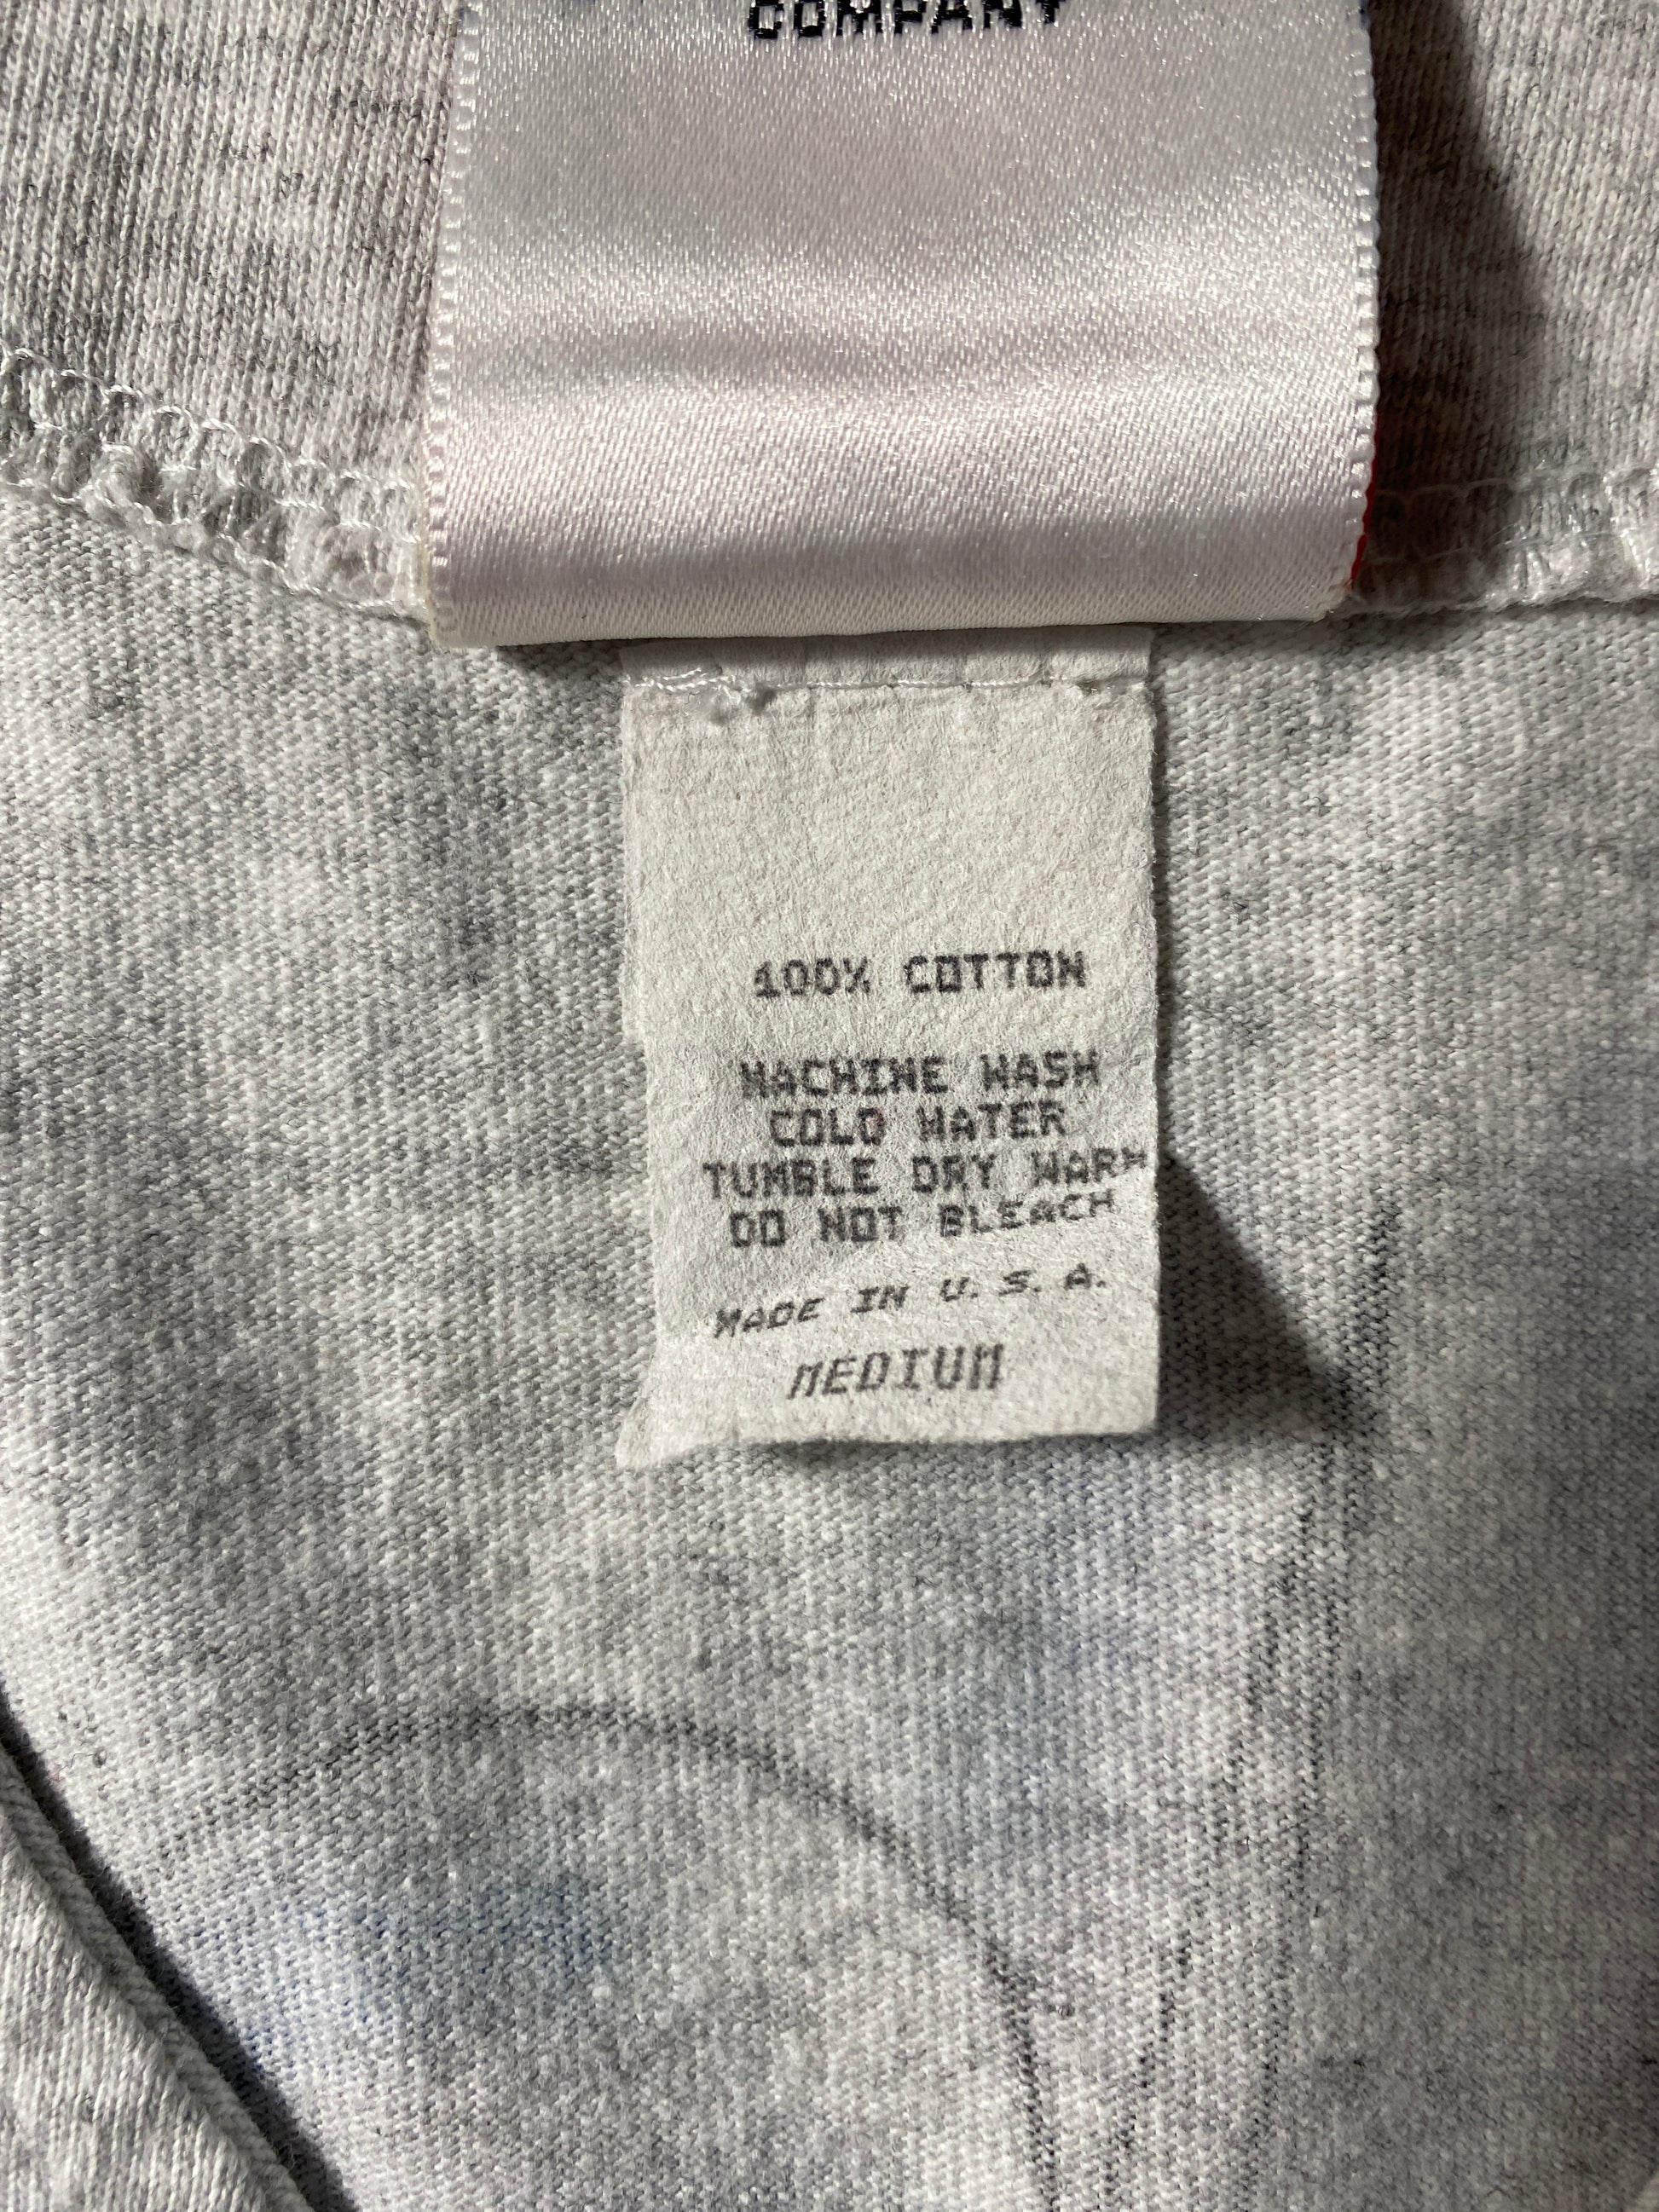 COMPANY
100% COTTON
MACHINE WASH
COLD WATER
TUMBLE DRY WARM
DO NOT BLEACH
MADE IN U.S.A.
MEDIUM